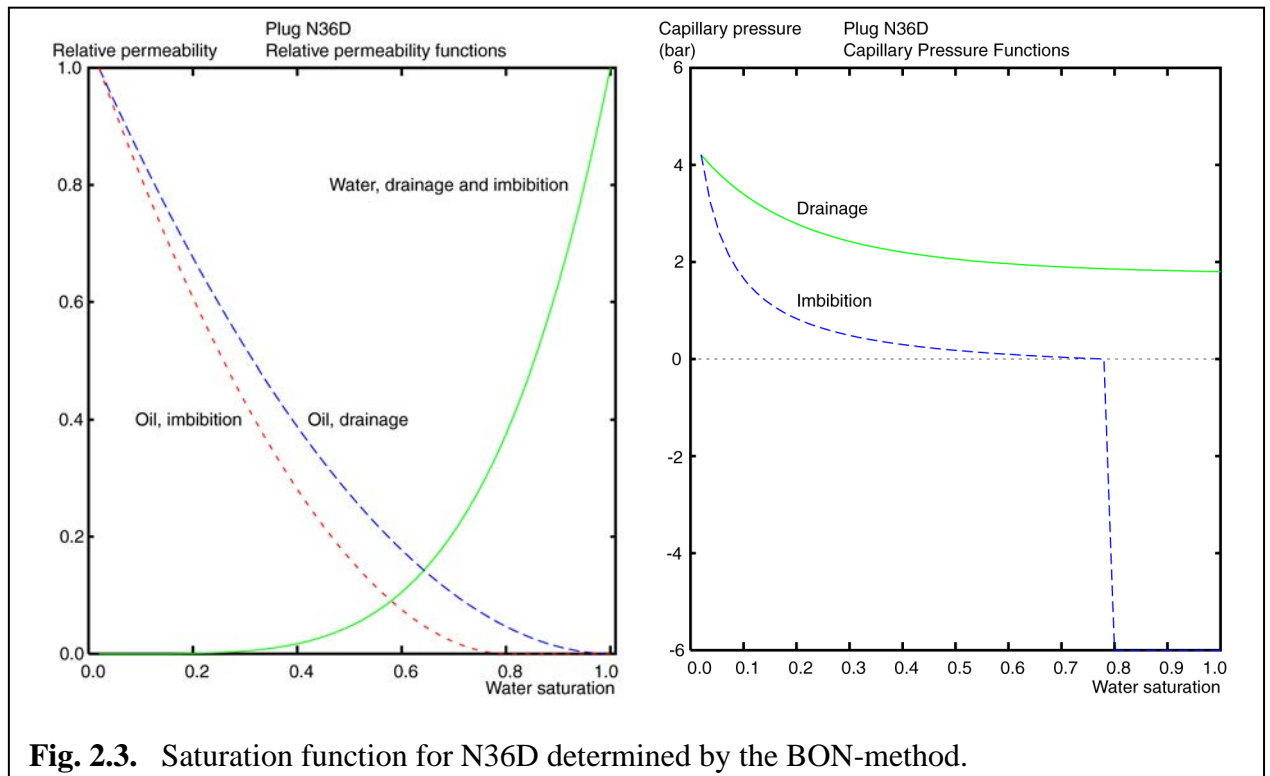 Plug N36D
Relative permeability Relative permeability functions
1.0
0.8
0.6
0.4
0.2
0.0
Water, drainage and imbibition
Oil, imbibition Oil, drainage
0.0 0.2 0.4 0.6 0.8 1.0
Water saturation
Capillary pressure Plug N36D
(bar) Capillary Pressure Functions
6
4
2
0
-2
-4
-6
Drainage
Imbibition
0.0 0.1 0.2 0.3 0.4 0.5 0.6 0.7 0.8 0.9 1.0
Water saturation
Fig. 2.3. Saturation function for N36D determined by the BON-method.